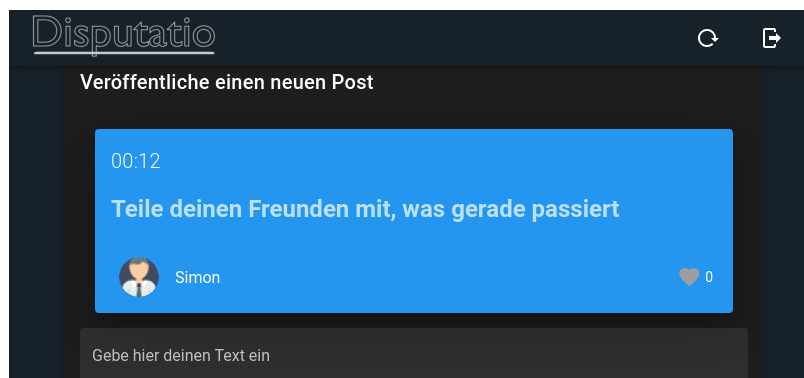 Disputatio
Veröffentliche einen neuen Post
00:12
Teile deinen Freunden mit, was gerade passiert
Simon
0
Gebe hier deinen Text ein